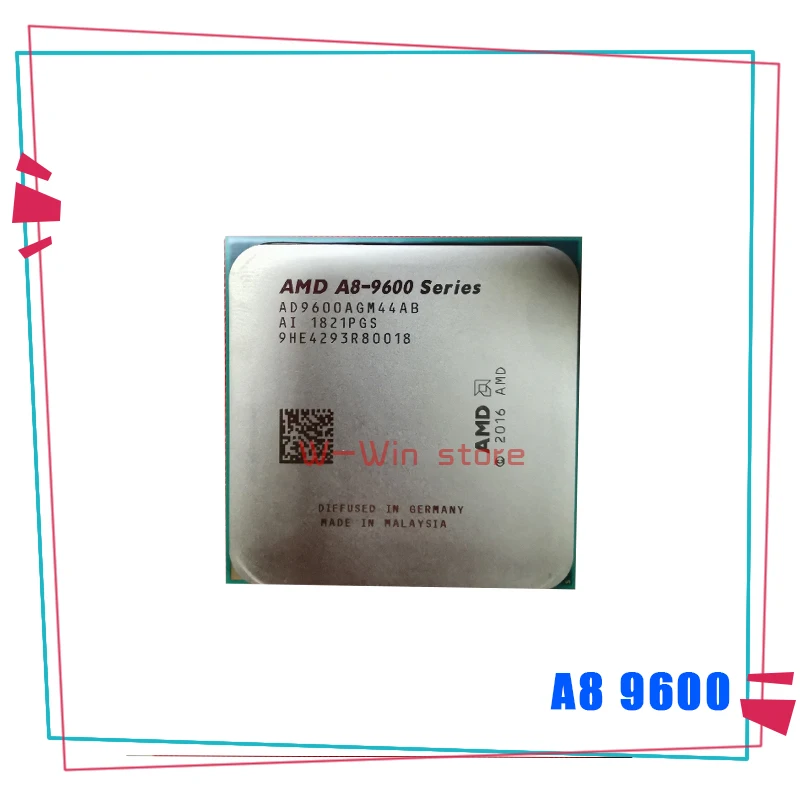 AMD A8-9600 Series
AD9600AGM44AB
AI 1821PGS
9HE4293R80018
AMD
© 2016 AMD
W-Win store
DIFFUSED IN GERMANY
MADE IN MALAYSIA
A8 9600